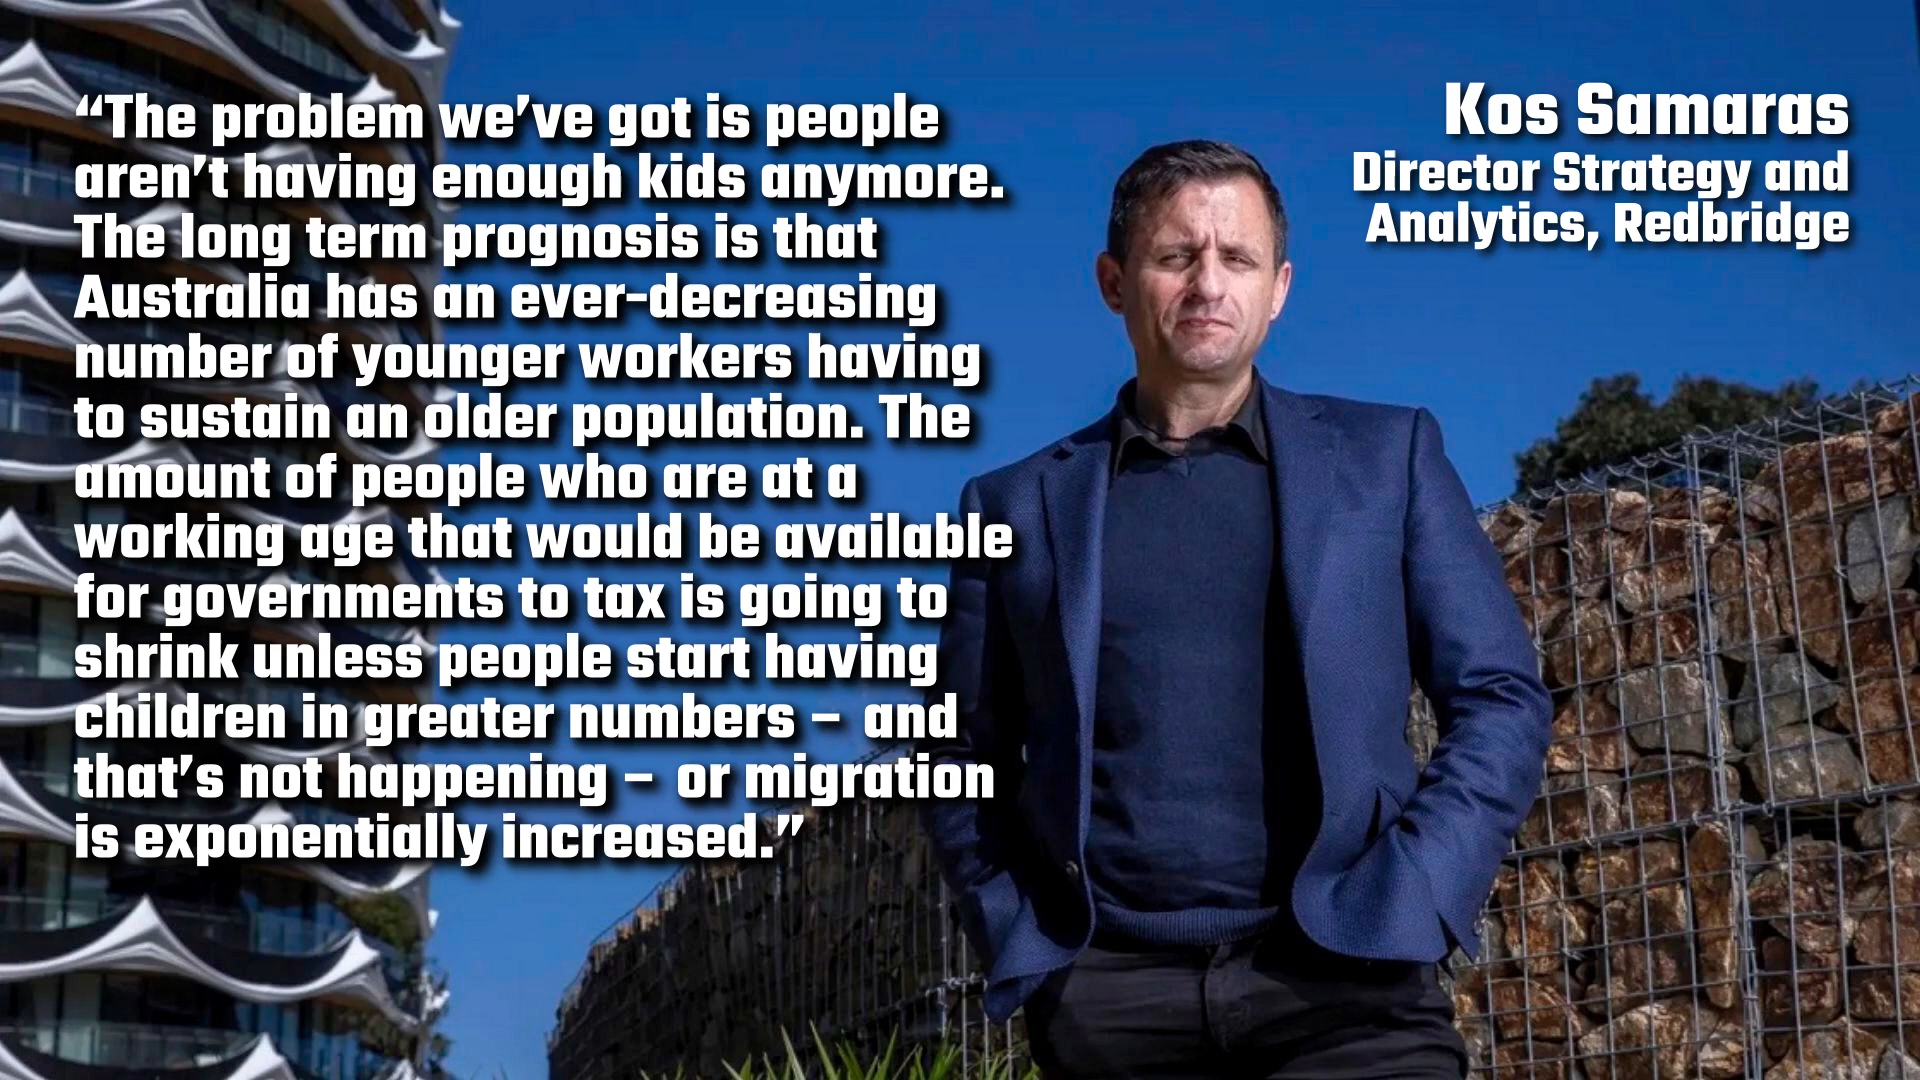 “The problem we’ve got is people
aren’t having enough kids anymore.
The long term prognosis is that
Australia has an ever-decreasing
number of younger workers having
to sustain an older population. The
amount of people who are at a
working age that would be available
for governments to tax is going to
shrink unless people start having
children in greater numbers – and
that’s not happening – or migration
is exponentially increased.”
Kos Samaras
Director Strategy and
Analytics, Redbridge